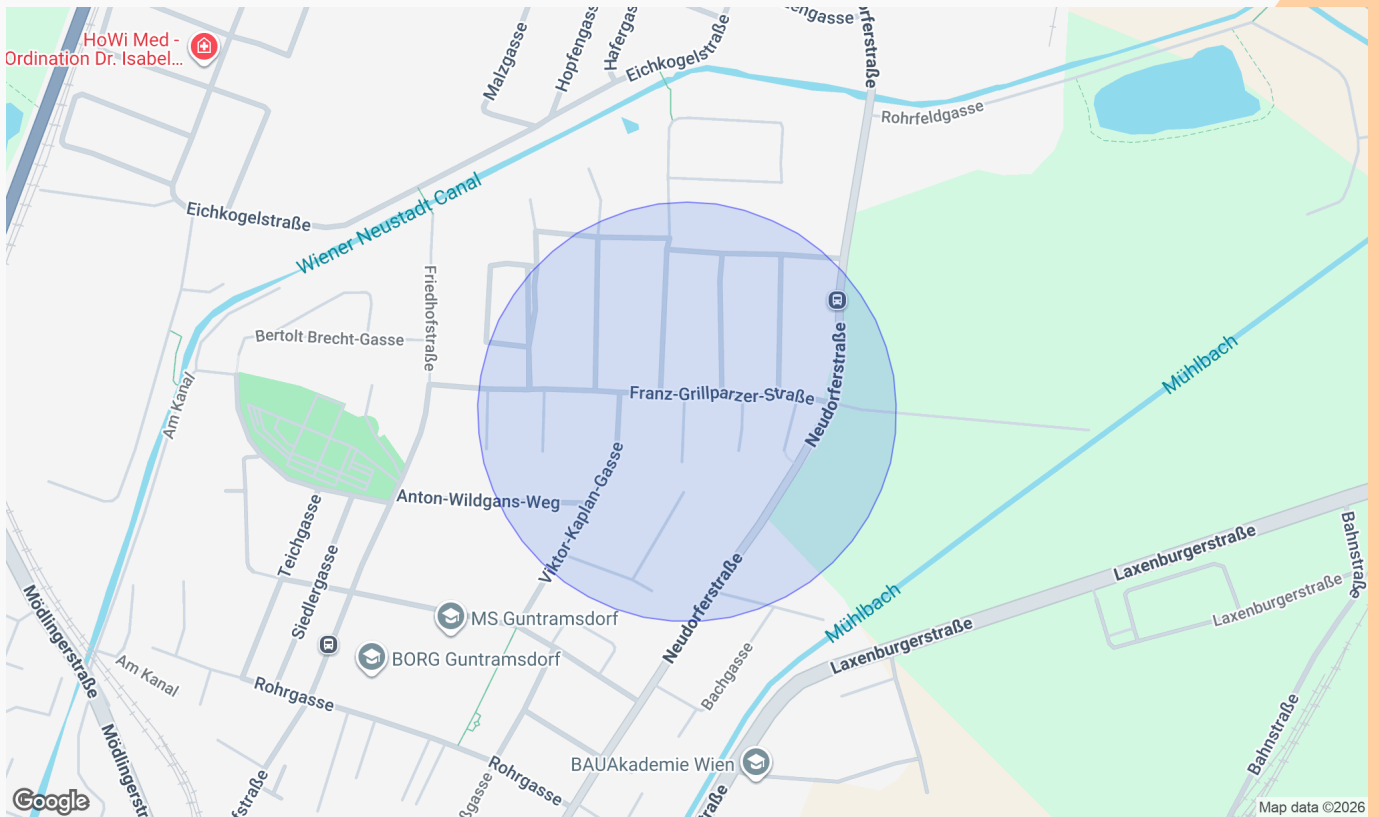 HoWi Med -
Ordination Dr. Isabel...
Malzgasse
Hopfengasse
Hafergasse
Eichkogelstraße
Rohrfeldgasse
Eichkogelstraße
Wiener Neustadt Canal
Friedhofstraße
Bertolt Brecht-Gasse
Am Kanal
Franz-Grillparzer-Straße
Neudorferstraße
Mühlbach
Anton-Wildgans-Weg
Viktor-Kaplan-Gasse
Teichgasse
Siedlergasse
Neudorferstraße
Mühlbach
Laxenburgerstraße
Laxenburgerstraße
Laxenburgerstraße
Bahnstraße
Bahnstraße
MS Guntramsdorf
BORG Guntramsdorf
Mödlingerstraße
Am Kanal
Rohrgasse
Bachgasse
BAUAkademie Wien
Rohrgasse
Google
Map data ©2026